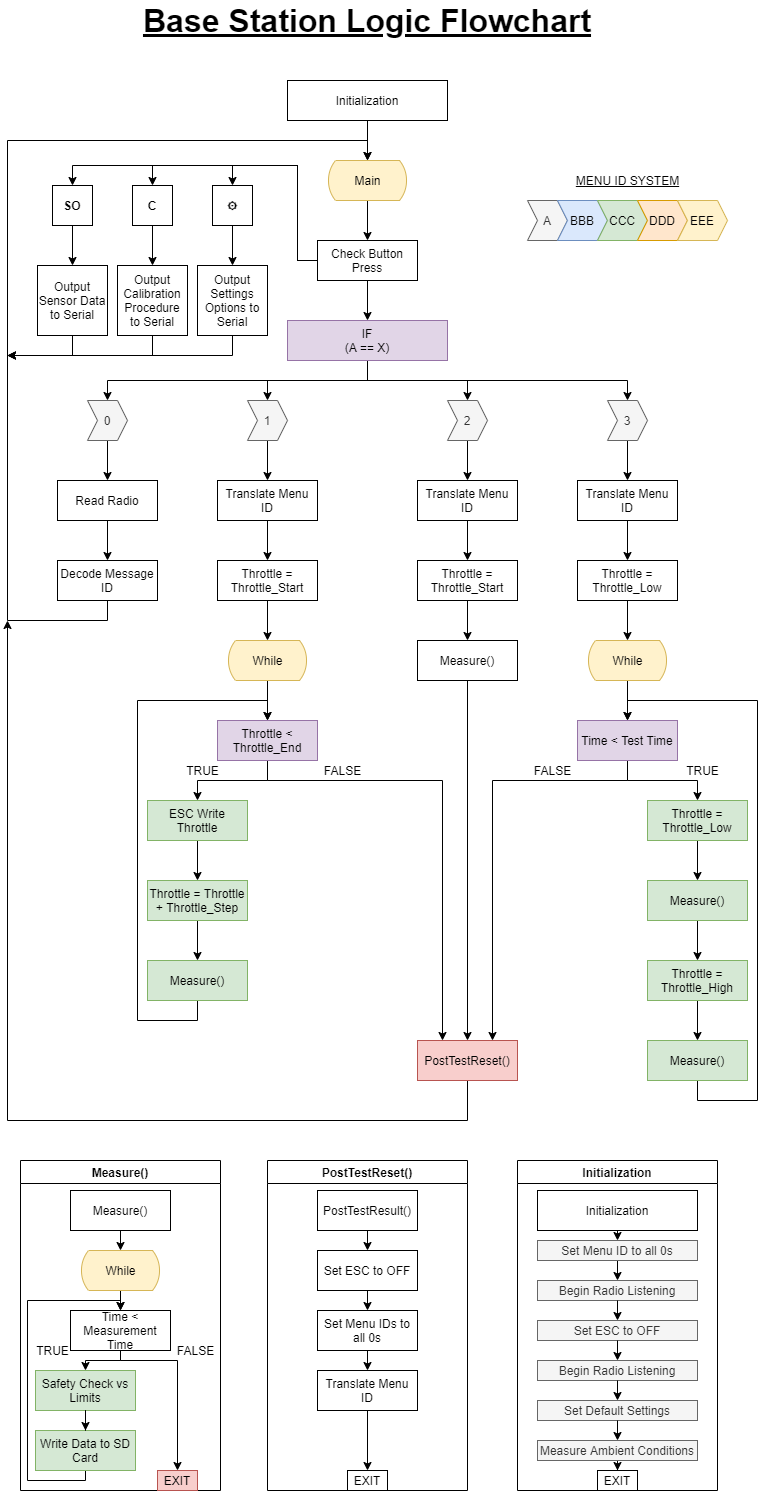 Base Station Logic Flowchart
Initialization
Main
MENU ID SYSTEM
A BBB CCC DDD EEE
SO C ⚙
Check Button
Press
Output
Sensor Data
to Serial
Output
Calibration
Procedure
to Serial
Output
Settings
Options to
Serial
IF
(A == X)
0 1 2 3
Read Radio
Translate Menu
ID
Translate Menu
ID
Translate Menu
ID
Decode Message
ID
Throttle =
Throttle_Start
Throttle =
Throttle_Start
Throttle =
Throttle_Low
While
Measure()
While
Throttle <
Throttle_End
Time < Test Time
TRUE FALSE
FALSE TRUE
ESC Write
Throttle
Throttle =
Throttle_Low
Throttle = Throttle
+ Throttle_Step
Measure()
Measure()
Throttle =
Throttle_High
PostTestReset()
Measure()
Measure()
Measure()
While
Time <
Measurement
Time
TRUE FALSE
Safety Check vs
Limits
Write Data to SD
Card
EXIT
PostTestReset()
PostTestResult()
Set ESC to OFF
Set Menu IDs to
all 0s
Translate Menu
ID
EXIT
Initialization
Initialization
Set Menu ID to all 0s
Begin Radio Listening
Set ESC to OFF
Begin Radio Listening
Set Default Settings
Measure Ambient Conditions
EXIT